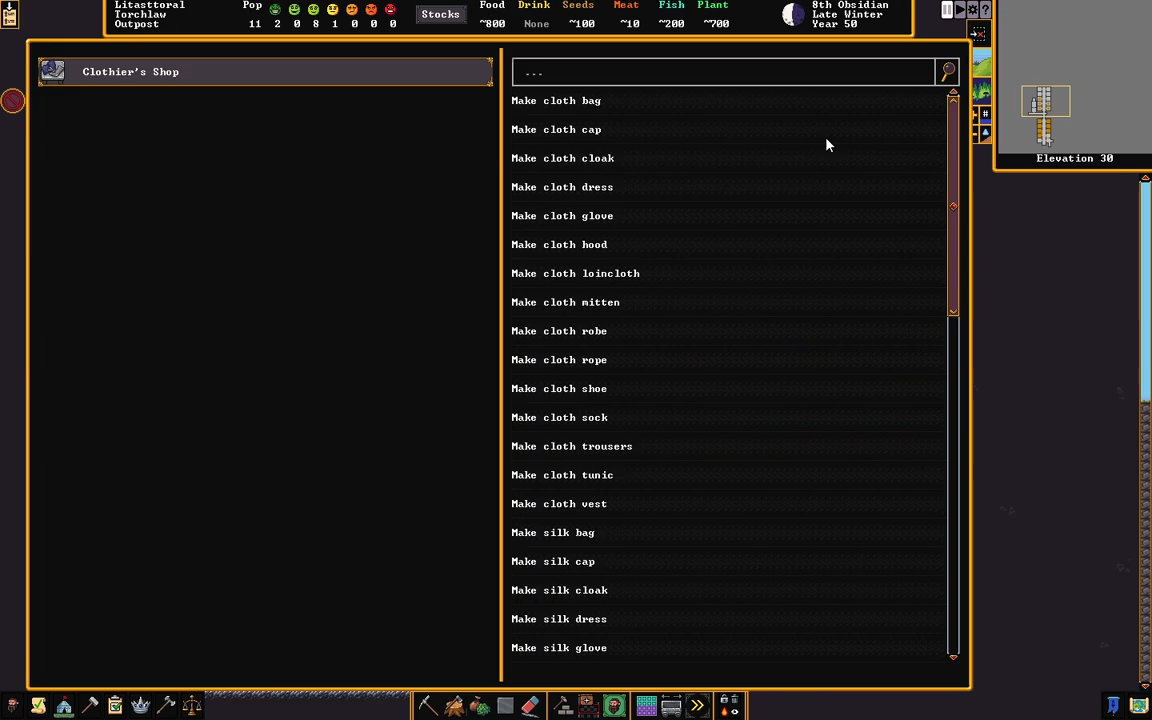 Litasttoral
Torchlaw
Outpost
Pop
11 2 0 8 1 0 0 0
Stocks
Food Drink Seeds Meat Fish Plant
~800 None ~100 ~10 ~200 ~700
8th Obsidian
Late Winter
Year 50
Clothier's Shop
...
Make cloth bag
Make cloth cap
Make cloth cloak
Make cloth dress
Make cloth glove
Make cloth hood
Make cloth loincloth
Make cloth mitten
Make cloth robe
Make cloth rope
Make cloth shoe
Make cloth sock
Make cloth trousers
Make cloth tunic
Make cloth vest
Make silk bag
Make silk cap
Make silk cloak
Make silk dress
Make silk glove
Elevation 30